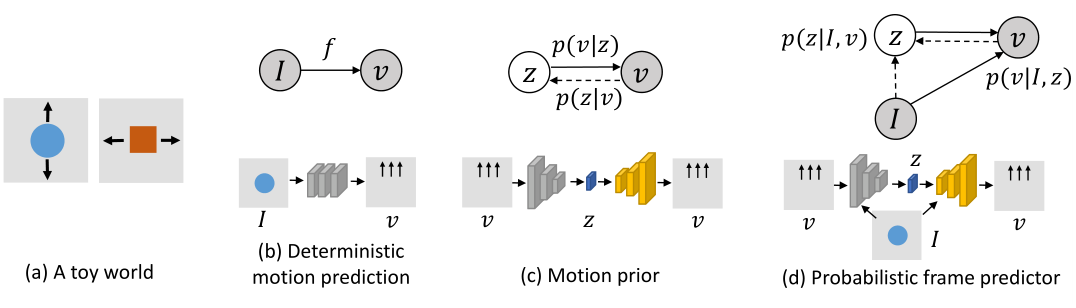 f
I
v
I
v
(b) Deterministic
motion prediction
p(v|z)
z
v
p(z|v)
v
z
v
(c) Motion prior
p(z|I, v)
z
v
p(v|I, z)
I
z
v
I
v
(d) Probabilistic frame predictor
(a) A toy world